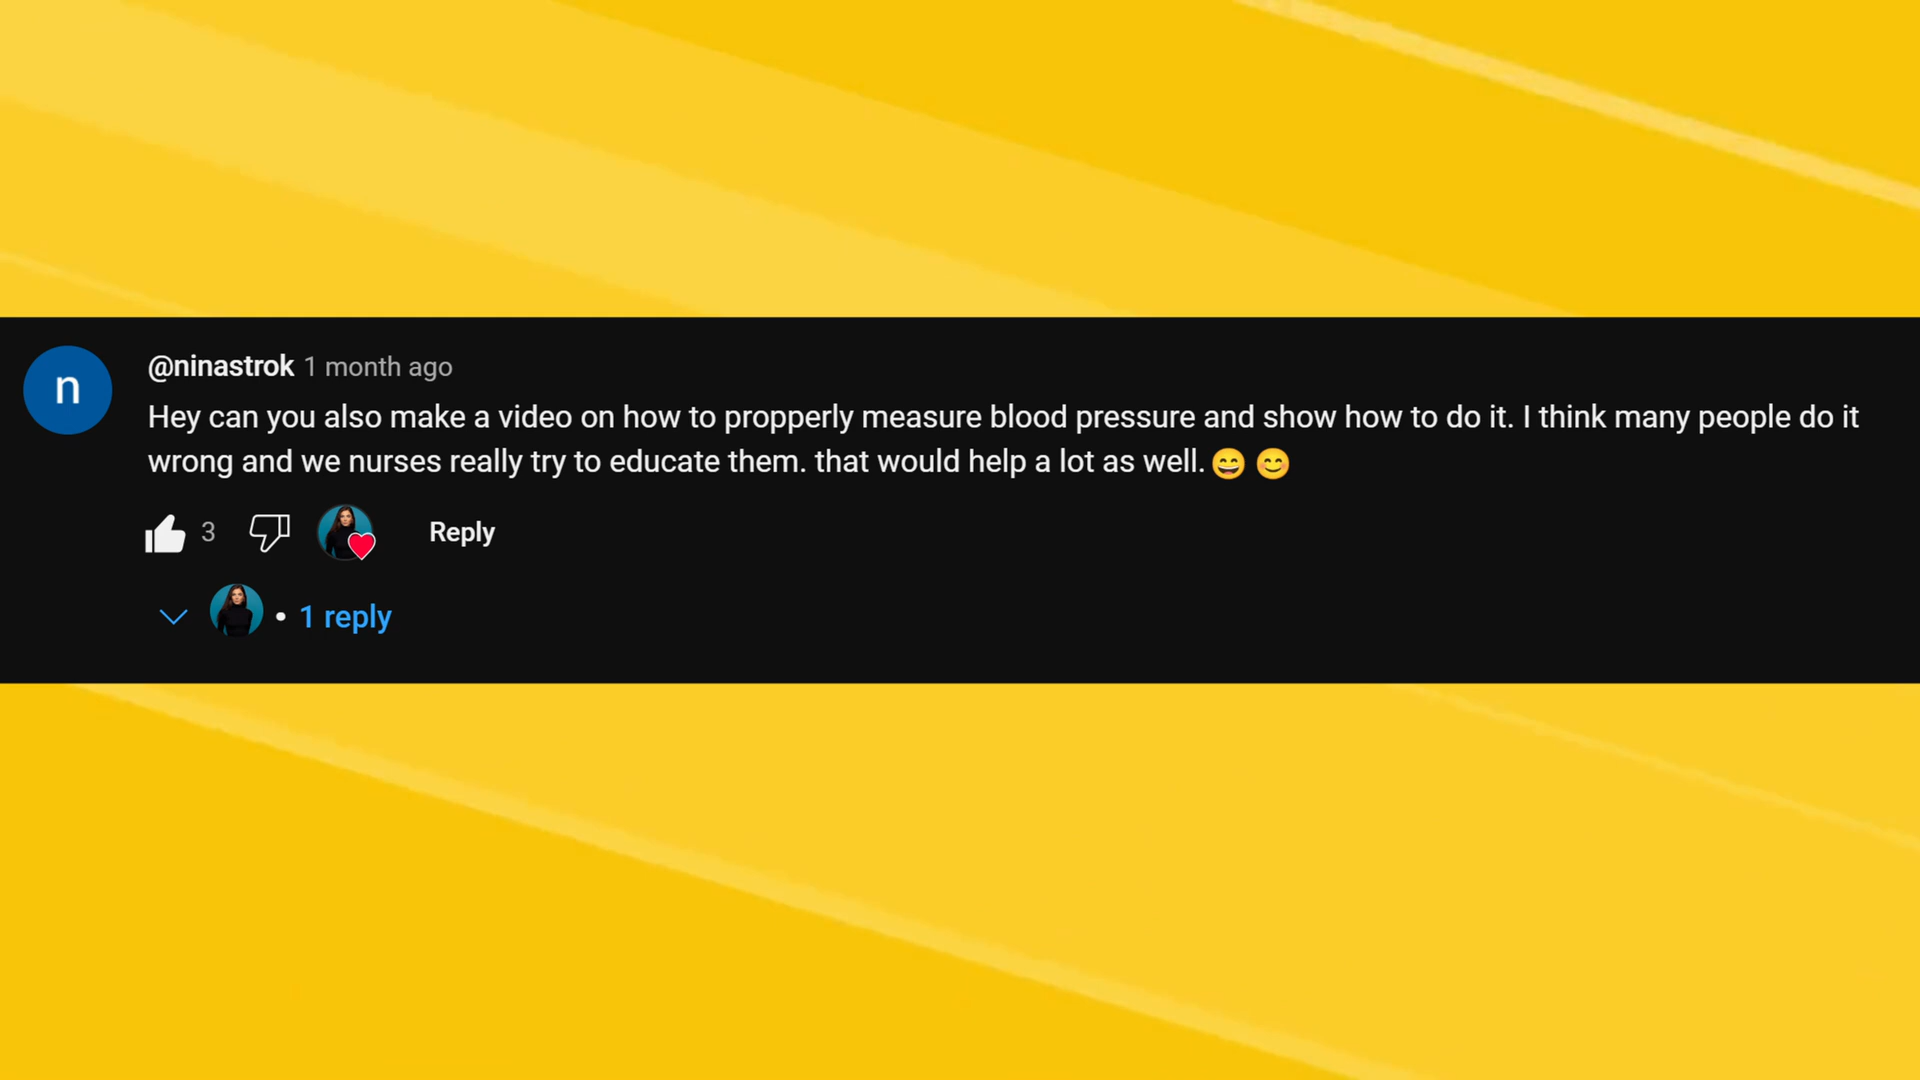 n
@ninastrok 1 month ago
Hey can you also make a video on how to propperly measure blood pressure and show how to do it. I think many people do it
wrong and we nurses really try to educate them. that would help a lot as well.😄 😊
3 Reply
• 1 reply